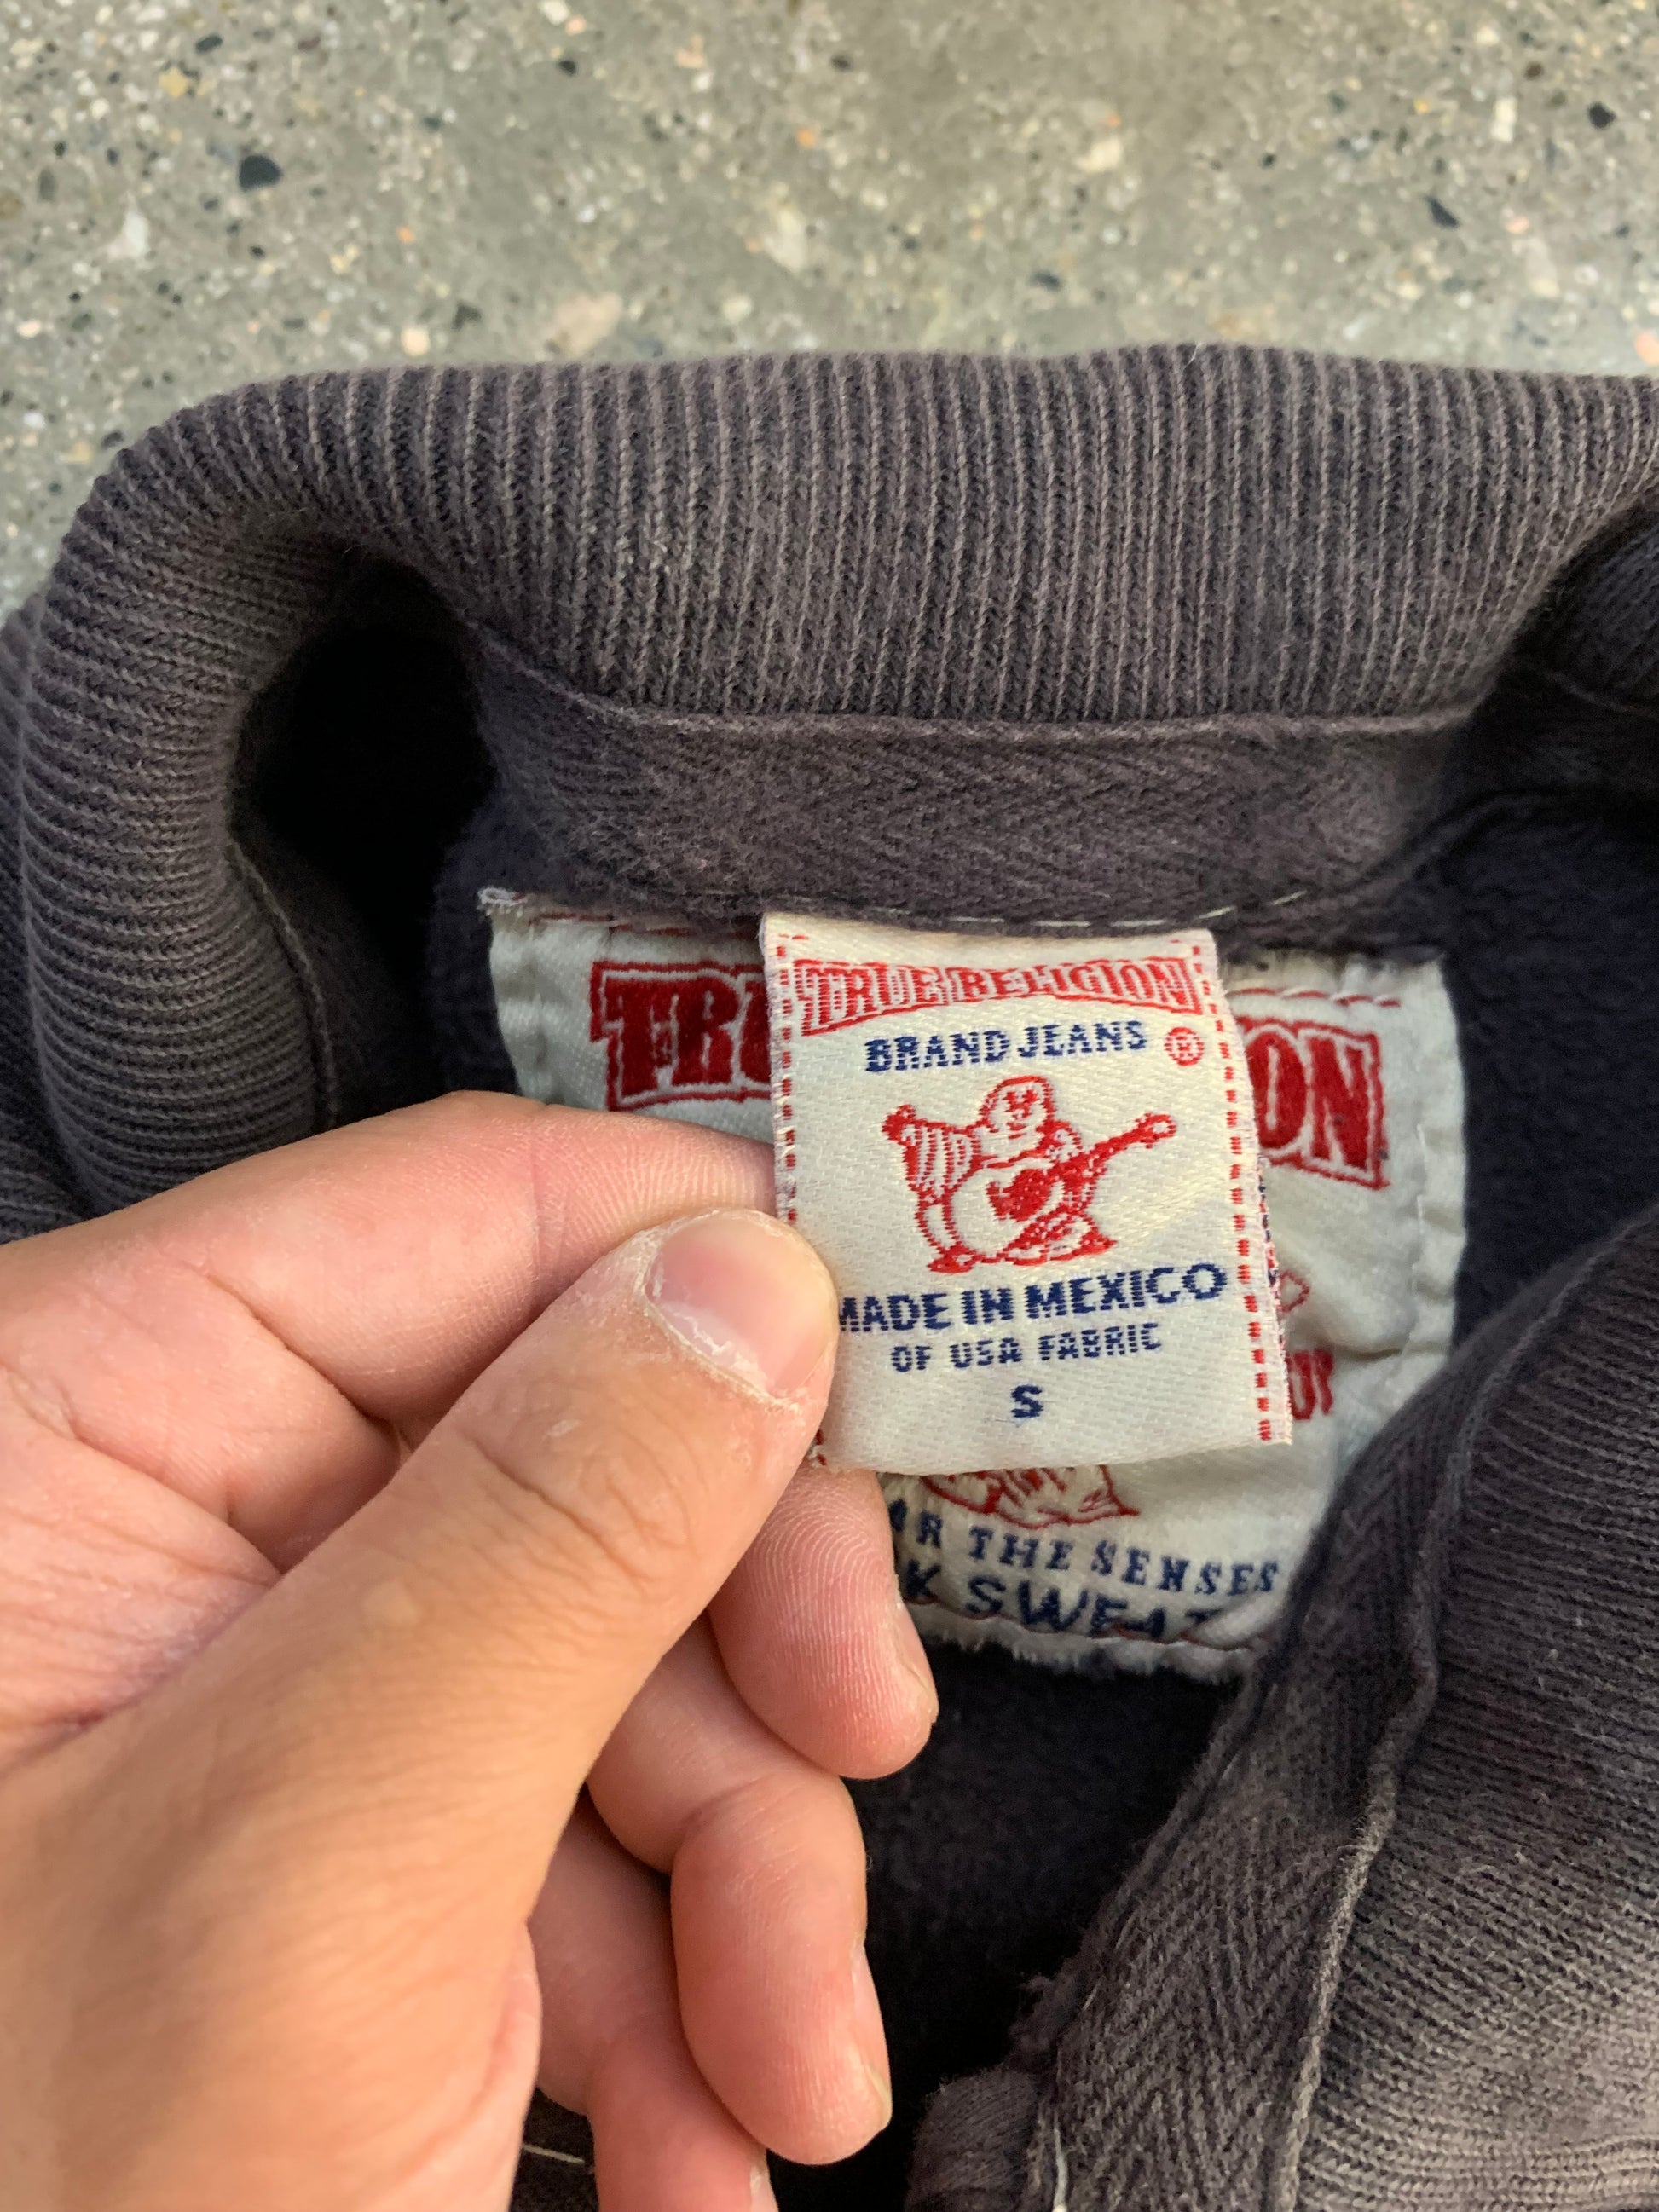 TRUE RELIGION
BRAND JEANS ®
MADE IN MEXICO
OF USA FABRIC
S
THE SENSES